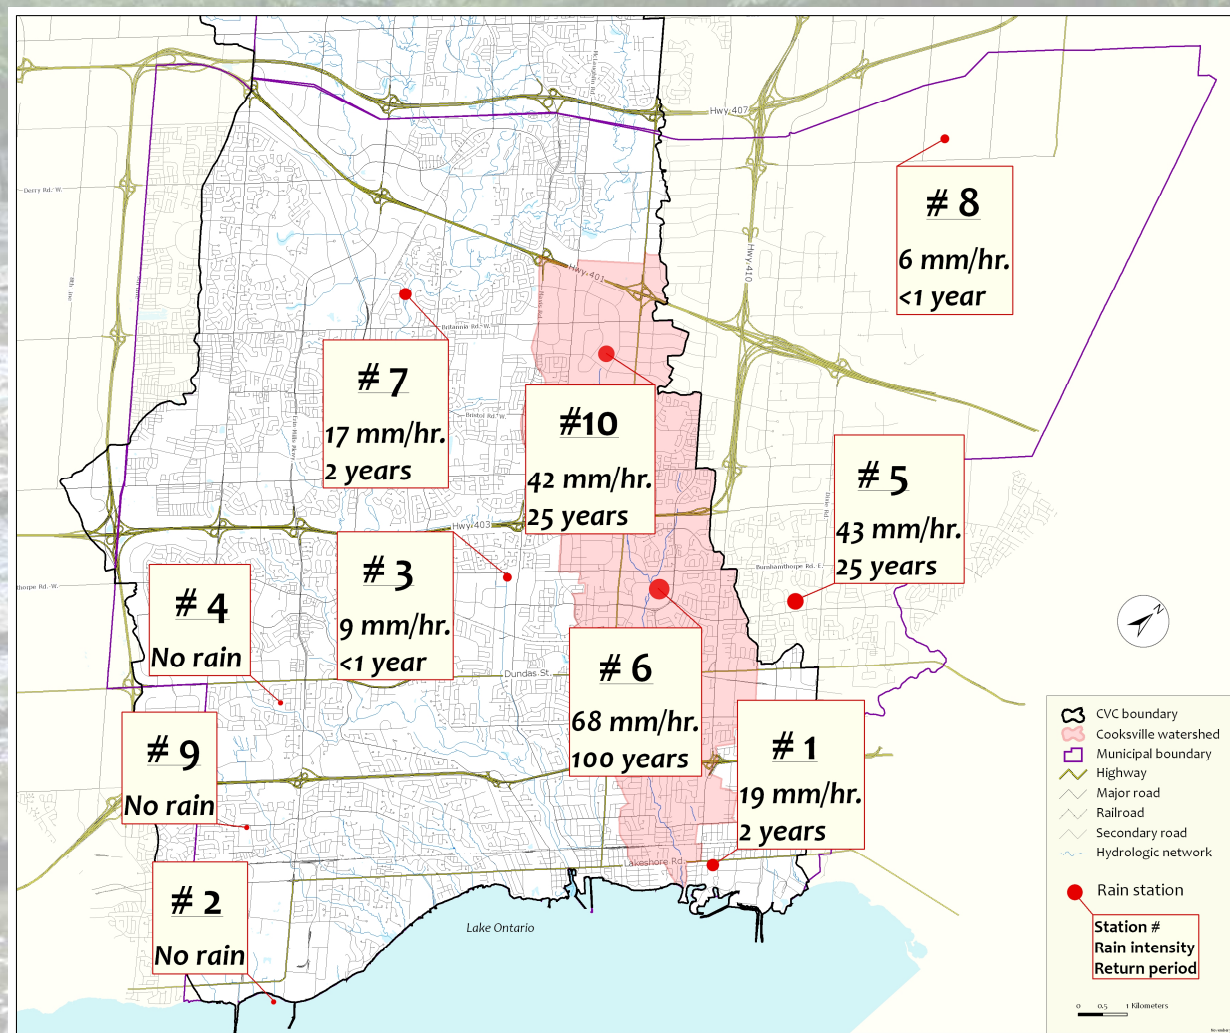 Hwy 407
# 8
6 mm/hr.
<1 year
Derry Rd. W.
Hwy 410
Hwy 401
Britannia Rd. W.
# 7
17 mm/hr.
2 years
#10
42 mm/hr.
25 years
Bristol Rd. W.
# 5
43 mm/hr.
25 years
Hwy 403
# 3
9 mm/hr.
<1 year
Burnhamthorpe Rd. E.
thorpe Rd. W.
# 4
No rain
N
Dundas St.
# 6
68 mm/hr.
100 years
# 1
19 mm/hr.
2 years
# 9
No rain
Lakeshore Rd.
# 2
No rain
Lake Ontario
CVC boundary
Cooksville watershed
Municipal boundary
Highway
Major road
Railroad
Secondary road
Hydrologic network
Rain station
Station #
Rain intensity
Return period
0 0.5 1 Kilometers